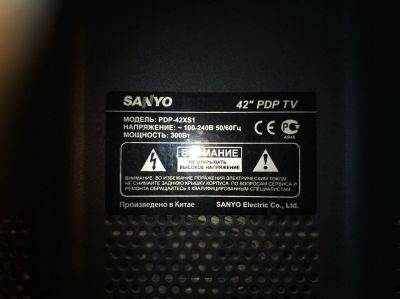 SANYO
42" PDP TV
МОДЕЛЬ: PDP-42XS1
НАПРЯЖЕНИЕ: ~ 100-240В 50/60Гц
МОЩНОСТЬ: 300Вт
ВНИМАНИЕ
НЕ ОТКРЫВАТЬ
ВЫСОКОЕ НАПРЯЖЕНИЕ
ВНИМАНИЕ: ВО ИЗБЕЖАНИЕ ПОРАЖЕНИЯ ЭЛЕКТРИЧЕСКИМ ТОКОМ,
НЕ СНИМАЙТЕ ЗАДНЮЮ КРЫШКУ КОРПУСА. ПО ВОПРОСАМ СЕРВИСА И
РЕМОНТА ОБРАЩАЙТЕСЬ К КВАЛИФИЦИРОВАННЫМ СПЕЦИАЛИСТАМ.
Произведено в Китае
SANYO Electric Co., Ltd.